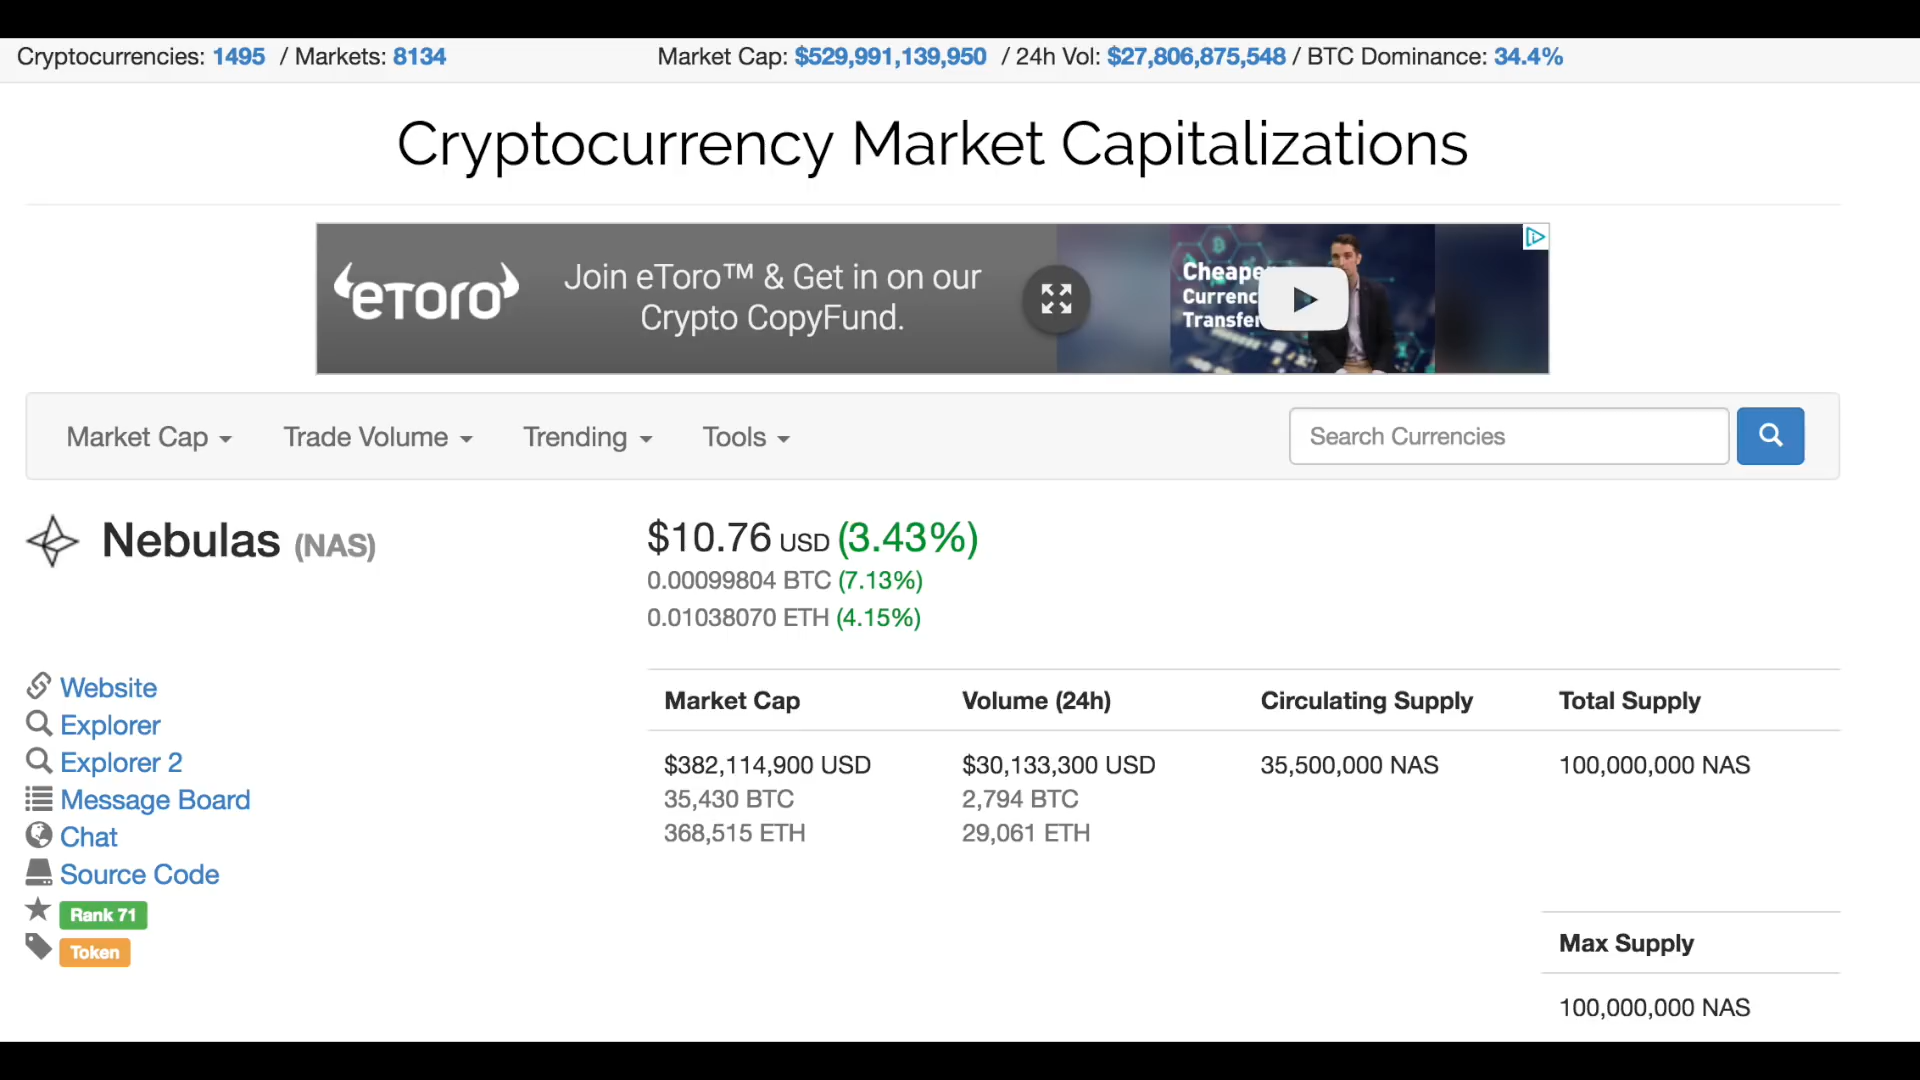 Cryptocurrencies: 1495 / Markets: 8134 Market Cap: $529,991,139,950 / 24h Vol: $27,806,875,548 / BTC Dominance: 34.4%
Cryptocurrency Market Capitalizations
eToro Join eToro™ & Get in on our
Crypto CopyFund.
Cheape
Currenc
Transfer
Market Cap Trade Volume Trending Tools Search Currencies
Nebulas (NAS) $10.76 USD (3.43%)
0.00099804 BTC (7.13%)
0.01038070 ETH (4.15%)
Website
Explorer
Explorer 2
Message Board
Chat
Source Code
Rank 71
Token
Market Cap Volume (24h) Circulating Supply Total Supply
$382,114,900 USD $30,133,300 USD 35,500,000 NAS 100,000,000 NAS
35,430 BTC 2,794 BTC
368,515 ETH 29,061 ETH
Max Supply
100,000,000 NAS